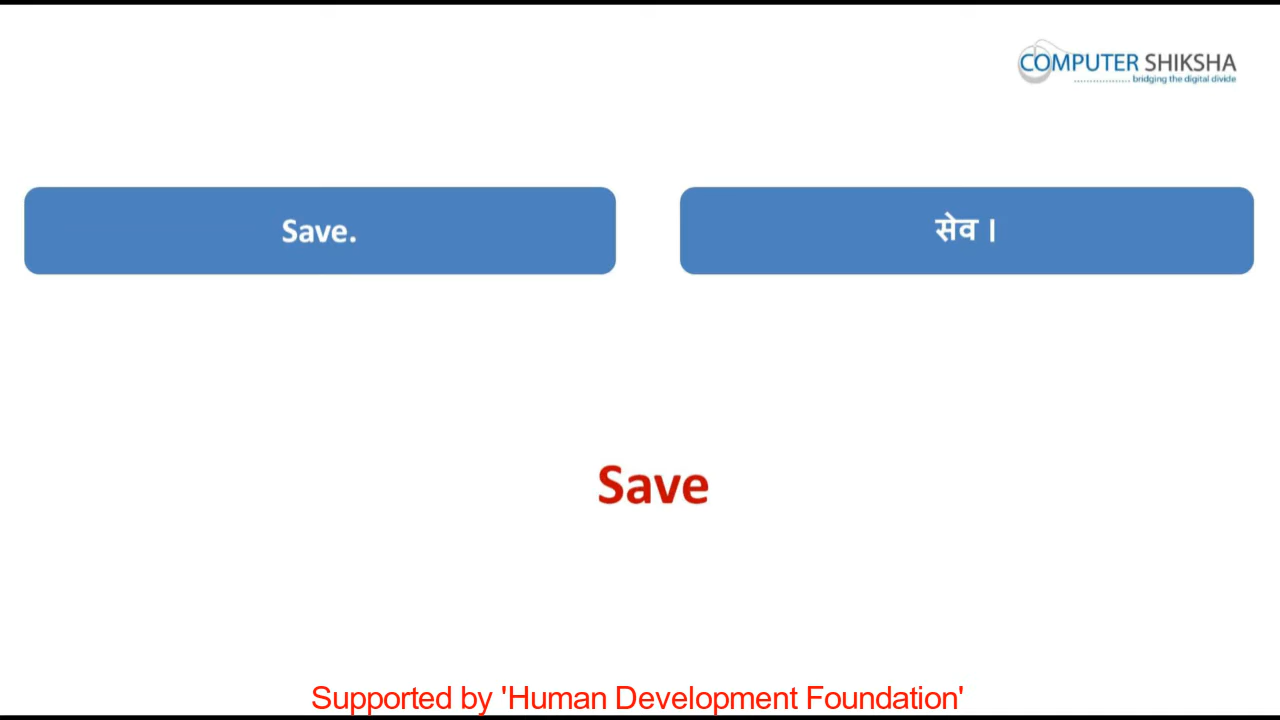 COMPUTER SHIKSHA
.................. bridging the digital divide
Save.
सेव ।
Save
Supported by 'Human Development Foundation'